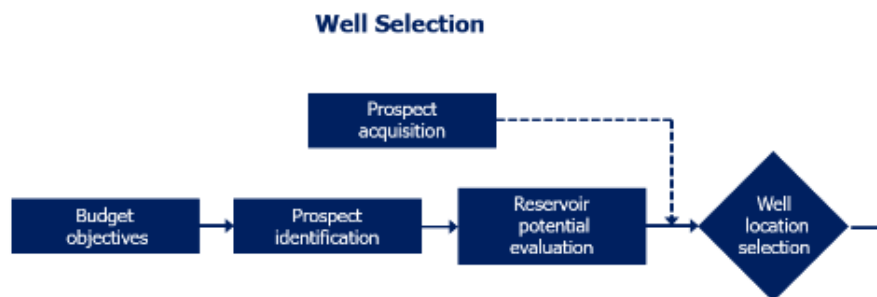 Well Selection
Prospect
acquisition
Budget
objectives
Prospect
identification
Reservoir
potential
evaluation
Well
location
selection